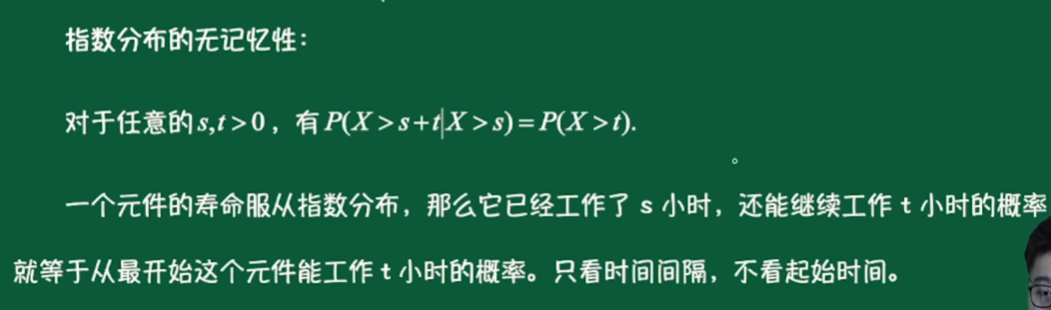 指数分布的无记忆性：
对于任意的 s,t>0，有 P(X>s+t|X>s)=P(X>t).
一个元件的寿命服从指数分布，那么它已经工作了 s 小时，还能继续工作 t 小时的概率
就等于从最开始这个元件能工作 t 小时的概率。只看时间间隔，不看起始时间。